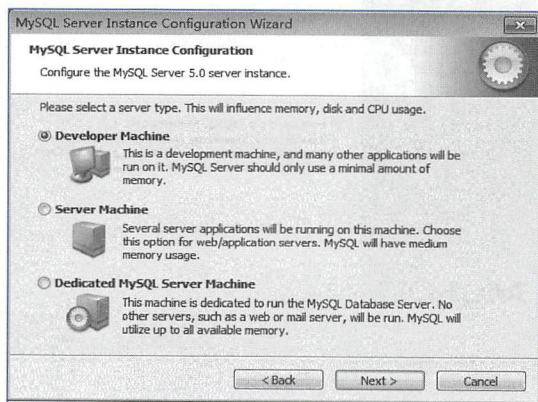 MySQL Server Instance Configuration Wizard
MySQL Server Instance Configuration
Configure the MySQL Server 5.0 server instance.
Please select a server type. This will influence memory, disk and CPU usage.
Developer Machine
This is a development machine, and many other applications will be
run on it. MySQL Server should only use a minimal amount of
memory.
Server Machine
Several server applications will be running on this machine. Choose
this option for web/application servers. MySQL will have medium
memory usage.
Dedicated MySQL Server Machine
This machine is dedicated to run the MySQL Database Server. No
other servers, such as a web or mail server, will be run. MySQL will
utilize up to all available memory.
< Back
Next >
Cancel